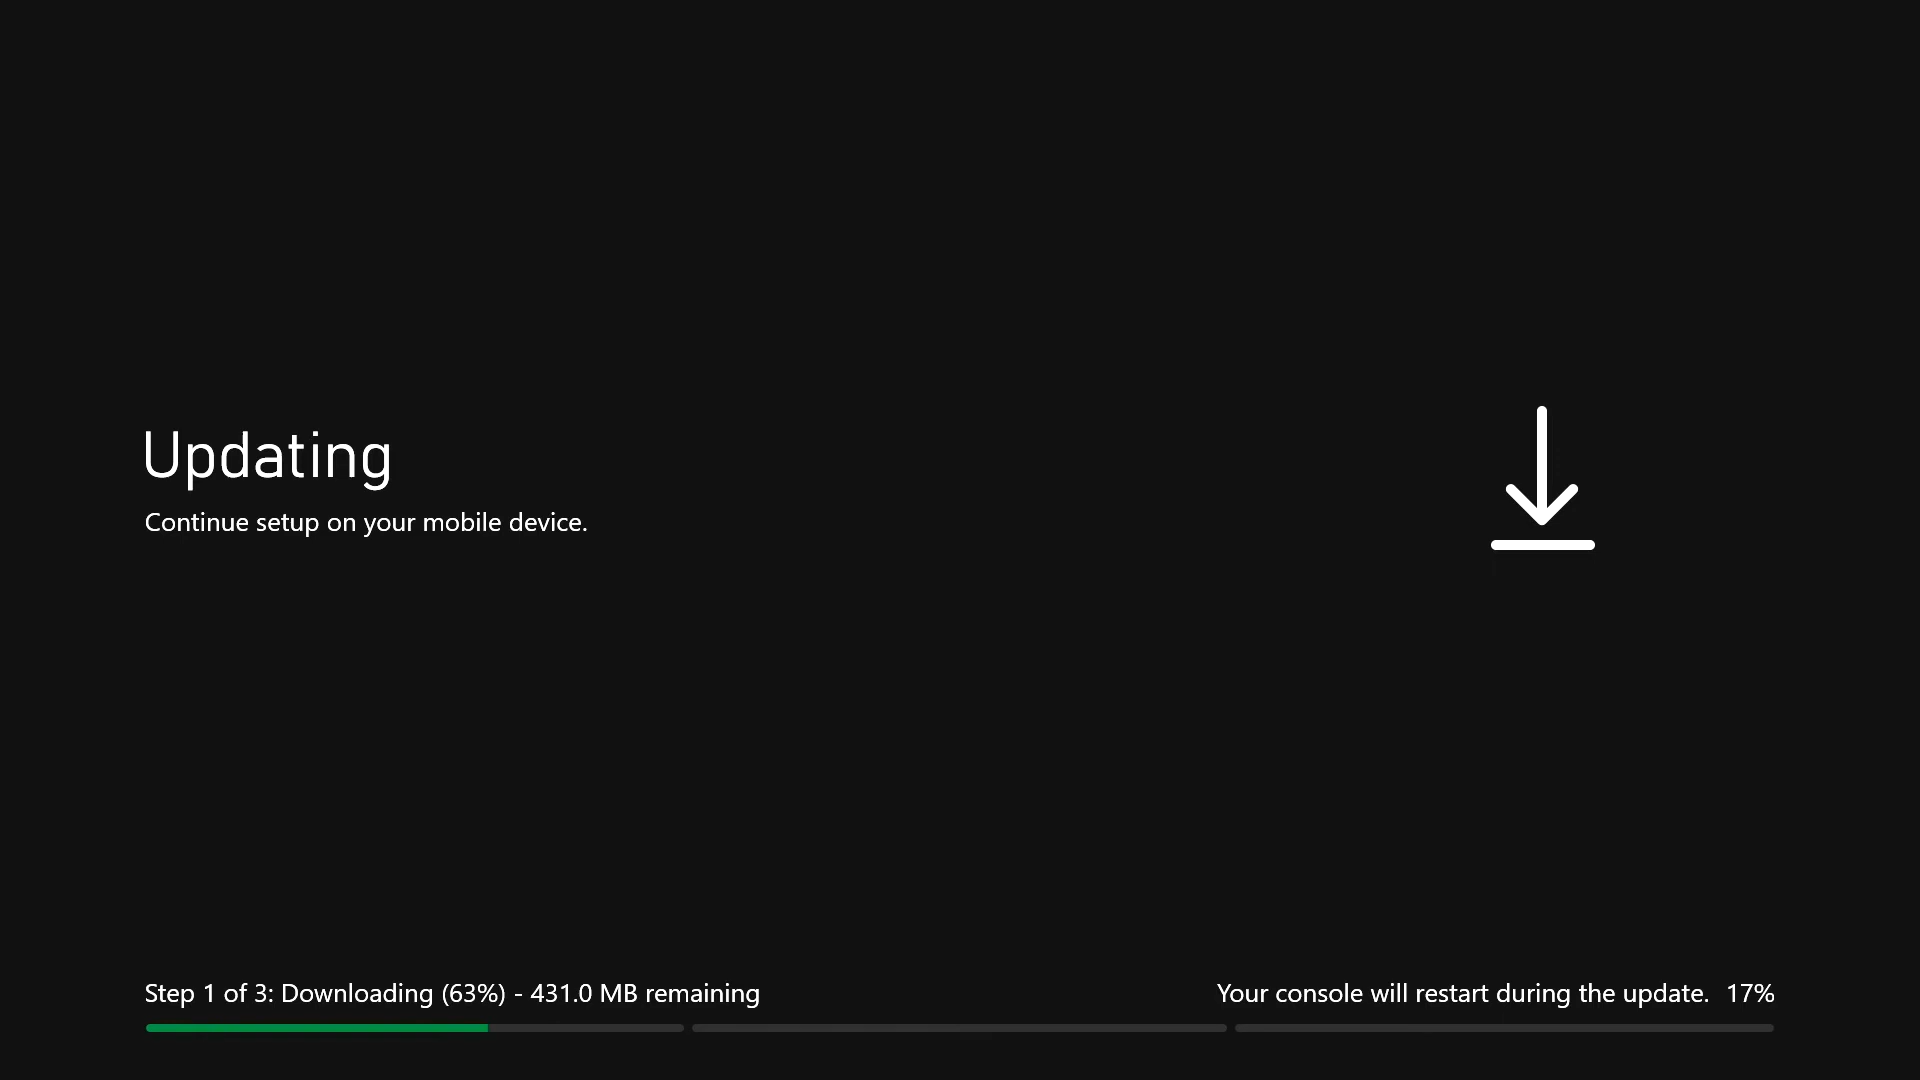 Updating
Continue setup on your mobile device.
Step 1 of 3: Downloading (63%) - 431.0 MB remaining
Your console will restart during the update. 17%